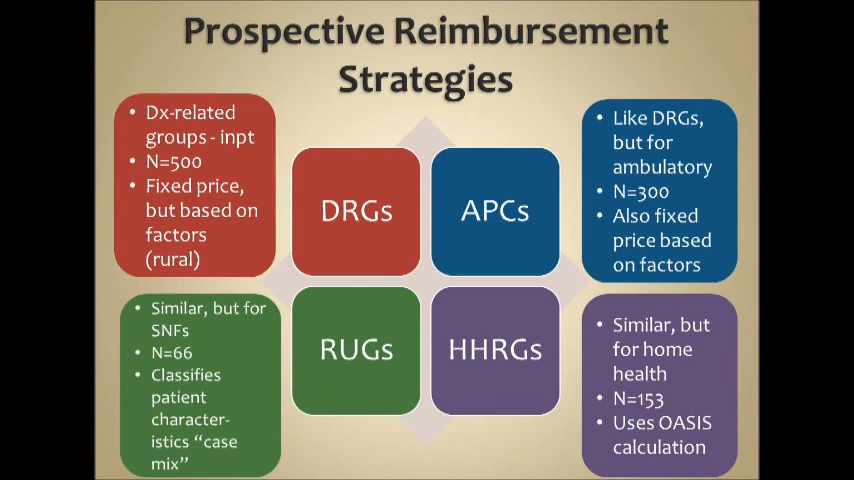 Prospective Reimbursement
Strategies
• Dx-related
groups - inpt
• N=500
• Fixed price,
but based on
factors
(rural)
DRGs
APCs
• Like DRGs,
but for
ambulatory
• N=300
• Also fixed
price based
on factors
• Similar, but for
SNFs
• N=66
• Classifies
patient
character-
istics “case
mix”
RUGs
HHRGs
• Similar, but
for home
health
• N=153
• Uses OASIS
calculation